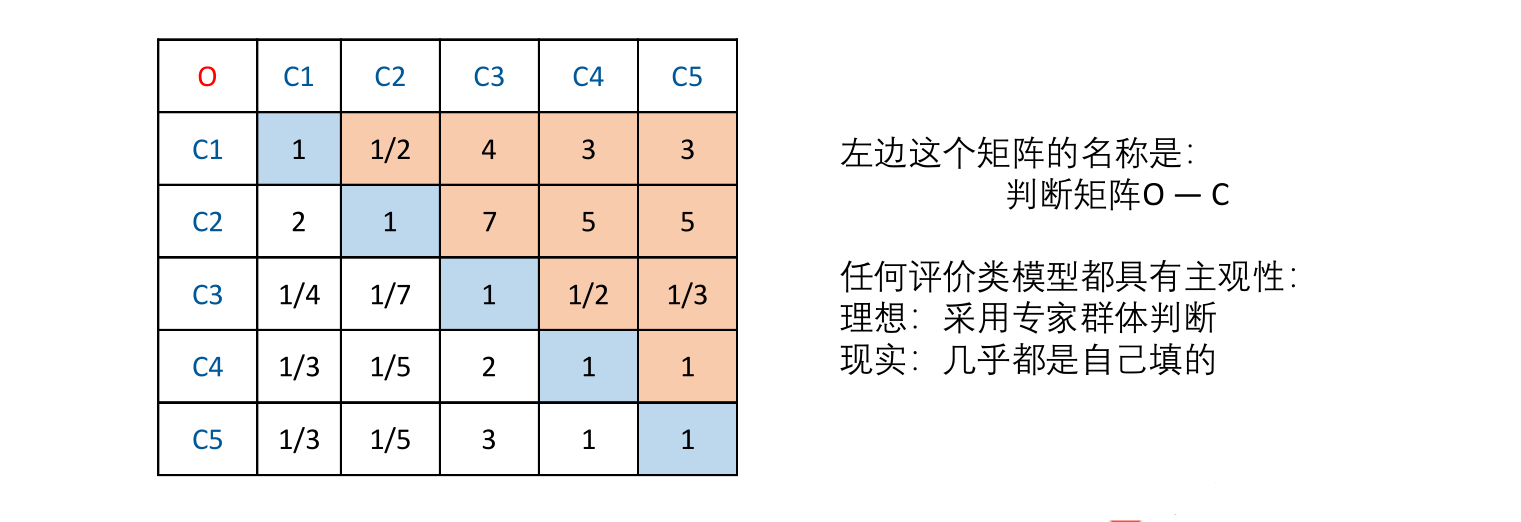 O C1 C2 C3 C4 C5
C1 1 1/2 4 3 3
C2 2 1 7 5 5
C3 1/4 1/7 1 1/2 1/3
C4 1/3 1/5 2 1 1
C5 1/3 1/5 3 1 1
左边这个矩阵的名称是：
判断矩阵O — C
任何评价类模型都具有主观性：
理想：采用专家群体判断
现实：几乎都是自己填的